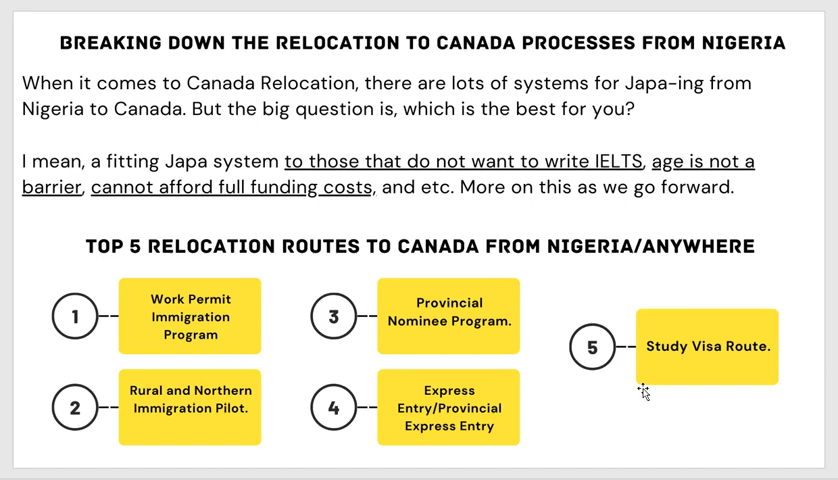 BREAKING DOWN THE RELOCATION TO CANADA PROCESSES FROM NIGERIA
When it comes to Canada Relocation, there are lots of systems for Japa-ing from
Nigeria to Canada. But the big question is, which is the best for you?
I mean, a fitting Japa system to those that do not want to write IELTS, age is not a
barrier, cannot afford full funding costs, and etc. More on this as we go forward.
TOP 5 RELOCATION ROUTES TO CANADA FROM NIGERIA/ANYWHERE
1
Work Permit
Immigration
Program
2
Rural and Northern
Immigration Pilot.
3
Provincial
Nominee Program.
4
Express
Entry/Provincial
Express Entry
5
Study Visa Route.